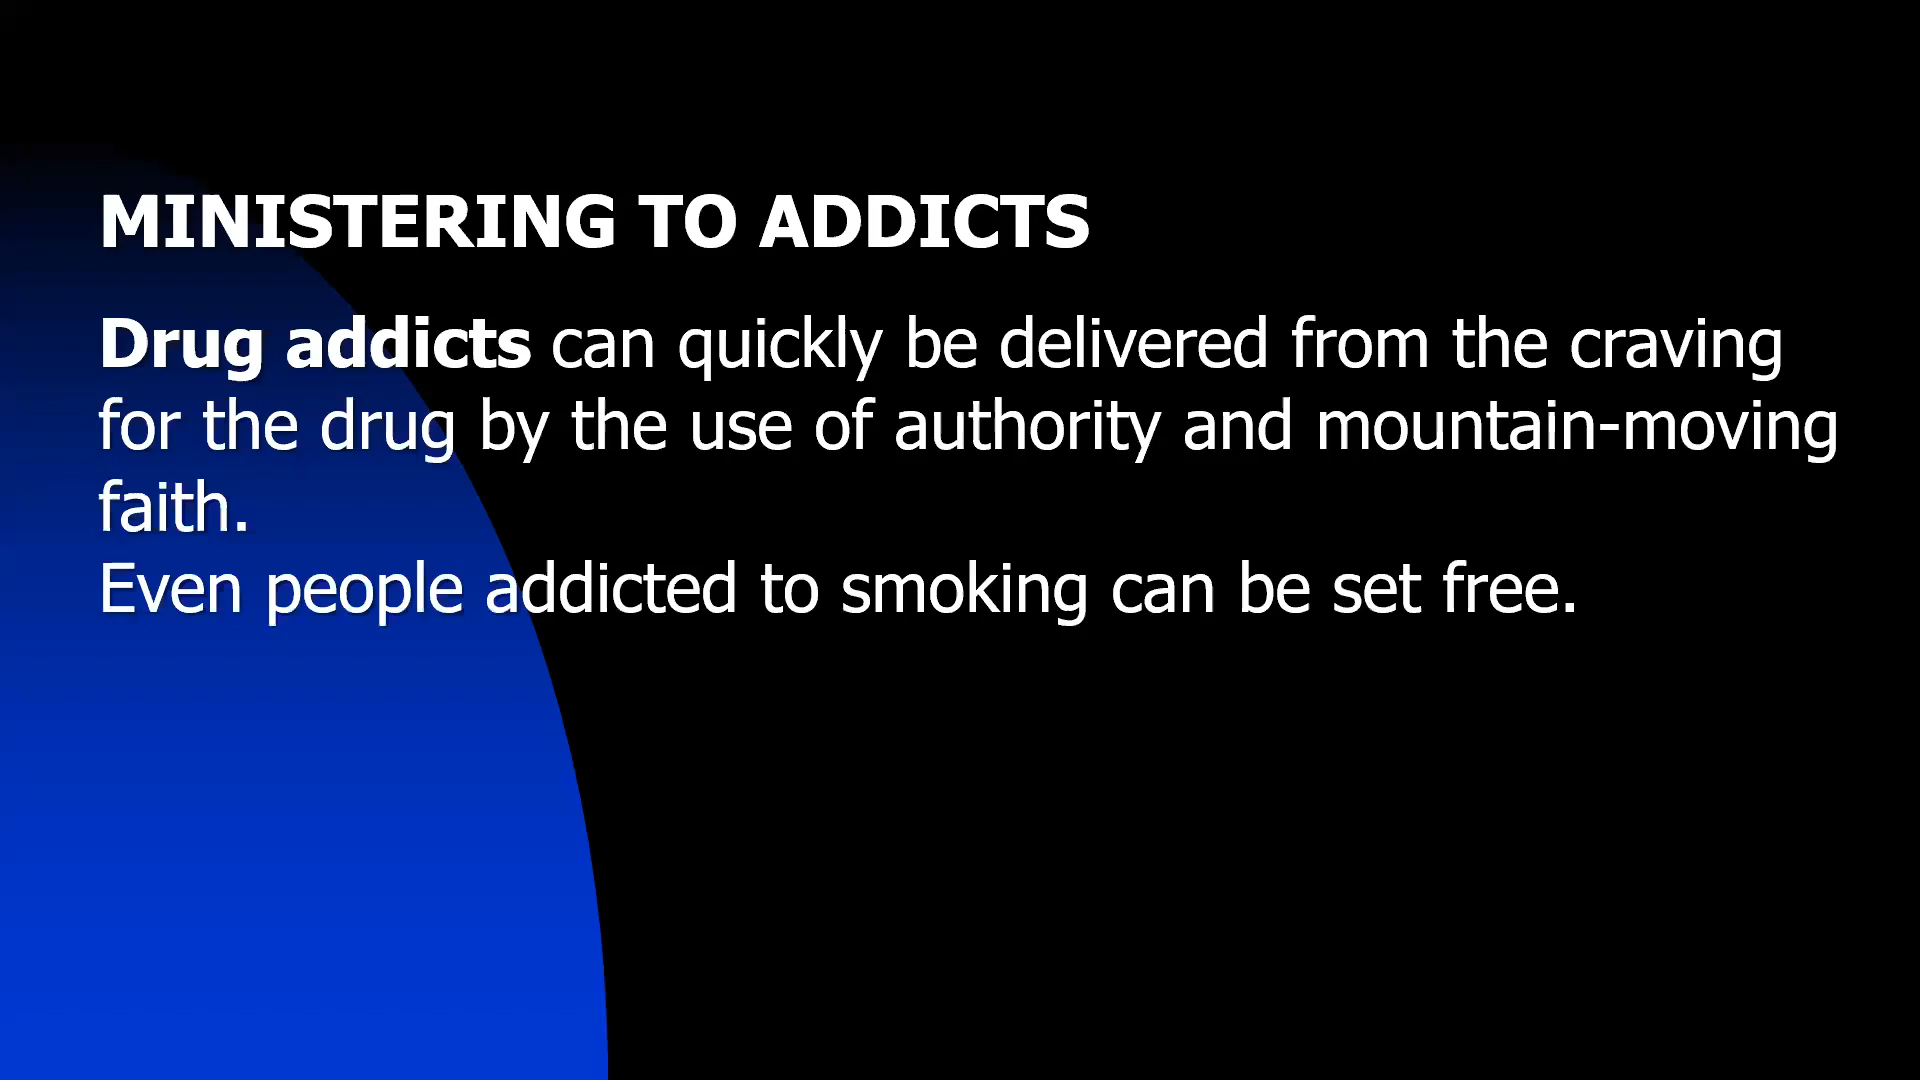 MINISTERING TO ADDICTS
Drug addicts can quickly be delivered from the craving
for the drug by the use of authority and mountain-moving
faith.
Even people addicted to smoking can be set free.